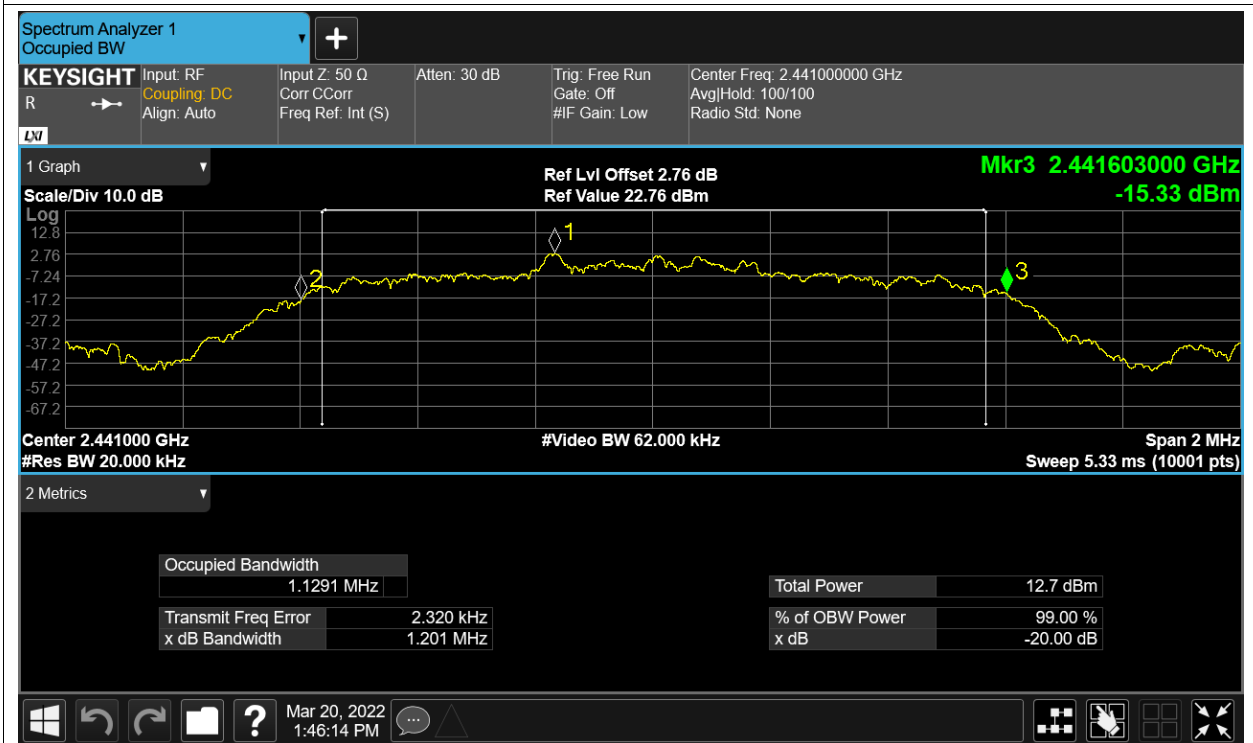 Spectrum Analyzer 1
Occupied BW
KEYSIGHT Input: RF Input Z: 50 Ω Atten: 30 dB Trig: Free Run Center Freq: 2.441000000 GHz
R Coupling: DC Corr CCorr Gate: Off Avg|Hold: 100/100
Align: Auto Freq Ref: Int (S) #IF Gain: Low Radio Std: None
LXI
1 Graph Ref Lvl Offset 2.76 dB Mkr3 2.441603000 GHz
Scale/Div 10.0 dB Ref Value 22.76 dBm -15.33 dBm
Log
12.8
1
2.76
-7.24
2
3
-17.2
-27.2
-37.2
-47.2
-57.2
-67.2
Center 2.441000 GHz #Video BW 62.000 kHz Span 2 MHz
#Res BW 20.000 kHz Sweep 5.33 ms (10001 pts)
2 Metrics
Occupied Bandwidth
1.1291 MHz Total Power 12.7 dBm
Transmit Freq Error 2.320 kHz % of OBW Power 99.00 %
x dB Bandwidth 1.201 MHz x dB -20.00 dB
? Mar 20, 2022
1:46:14 PM